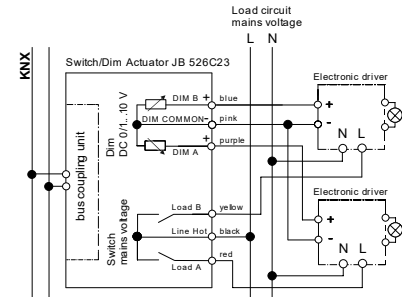 Load circuit
mains voltage
L N
KNX
Switch/Dim Actuator JB 526C23
Electronic driver
bus coupling unit
Dim
DC 0/1...10 V
DIM B + blue
DIM COMMON- pink
+ purple
DIM A
+
-
N L
Switch
mains voltage
Load B yellow
Line Hot black
Load A red
Electronic driver
+
-
N L